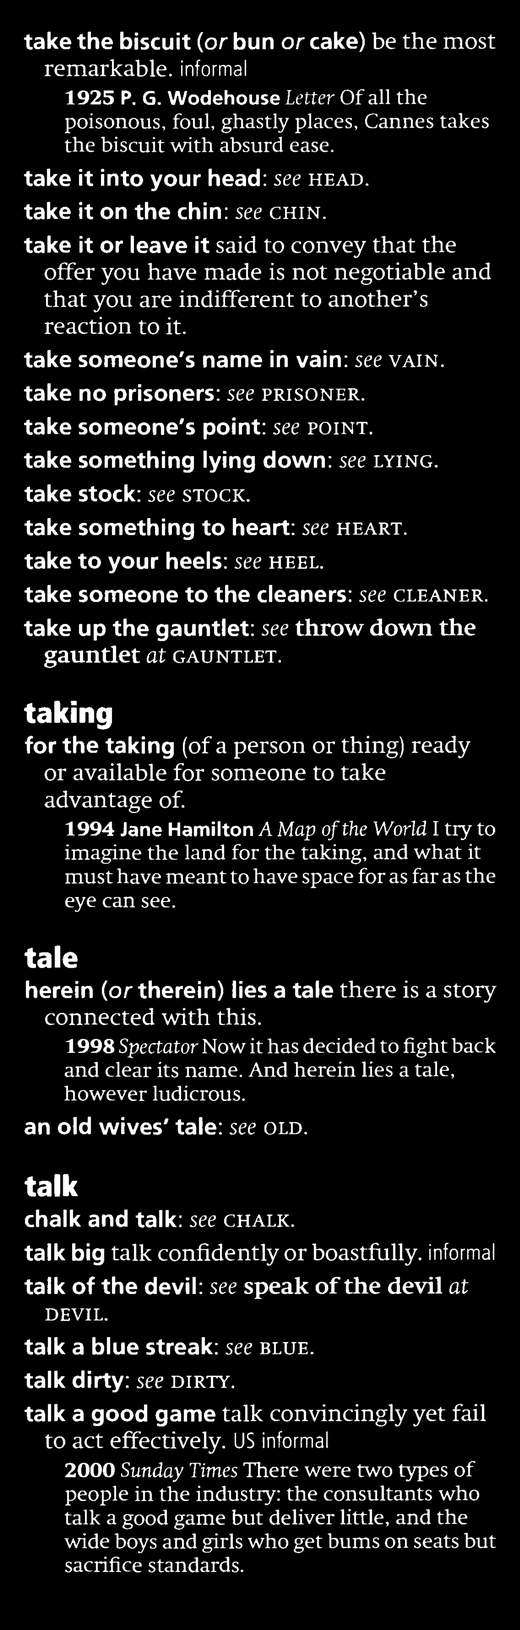 take the biscuit (or bun or cake) be the most
remarkable. informal
1925 P. G. Wodehouse Letter Of all the
poisonous, foul, ghastly places, Cannes takes
the biscuit with absurd ease.
take it into your head: see HEAD.
take it on the chin: see CHIN.
take it or leave it said to convey that the
offer you have made is not negotiable and
that you are indifferent to another's
reaction to it.
take someone's name in vain: see VAIN.
take no prisoners: see PRISONER.
take someone's point: see POINT.
take something lying down: see LYING.
take stock: see STOCK.
take something to heart: see HEART.
take to your heels: see HEEL.
take someone to the cleaners: see CLEANER.
take up the gauntlet: see throw down the
gauntlet at GAUNTLET.
taking
for the taking (of a person or thing) ready
or available for someone to take
advantage of.
1994 Jane Hamilton A Map of the World I try to
imagine the land for the taking, and what it
must have meant to have space for as far as the
eye can see.
tale
herein (or therein) lies a tale there is a story
connected with this.
1998 Spectator Now it has decided to fight back
and clear its name. And herein lies a tale,
however ludicrous.
an old wives' tale: see OLD.
talk
chalk and talk: see CHALK.
talk big talk confidently or boastfully. informal
talk of the devil: see speak of the devil at
DEVIL.
talk a blue streak: see BLUE.
talk dirty: see DIRTY.
talk a good game talk convincingly yet fail
to act effectively. US informal
2000 Sunday Times There were two types of
people in the industry: the consultants who
talk a good game but deliver little, and the
wide boys and girls who get bums on seats but
sacrifice standards.